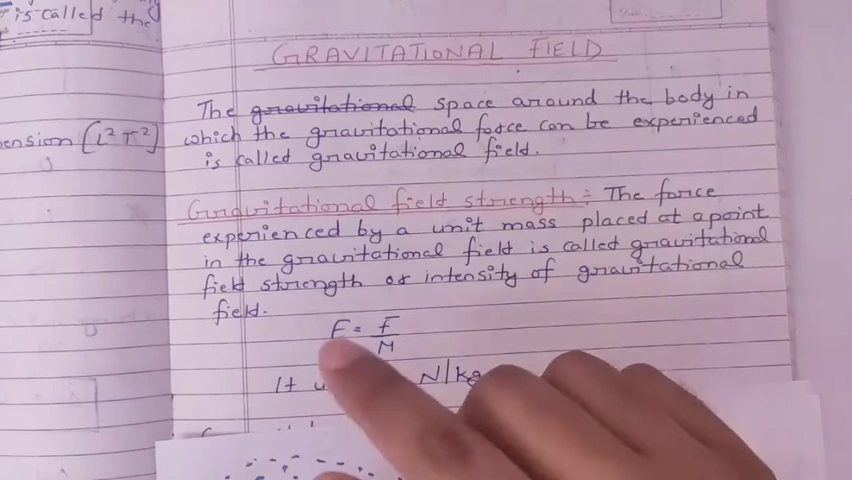 is called the
ension [L² T²]
GRAVITATIONAL FIELD
The gravitational space around the body in
which the gravitational force can be experienced
is called gravitational field.
Gravitational field strength:- The force
experienced by a unit mass placed at a point
in the gravitational field is called gravitational
field strength or intensity of gravitational
field.
E = F
M
It N/kg